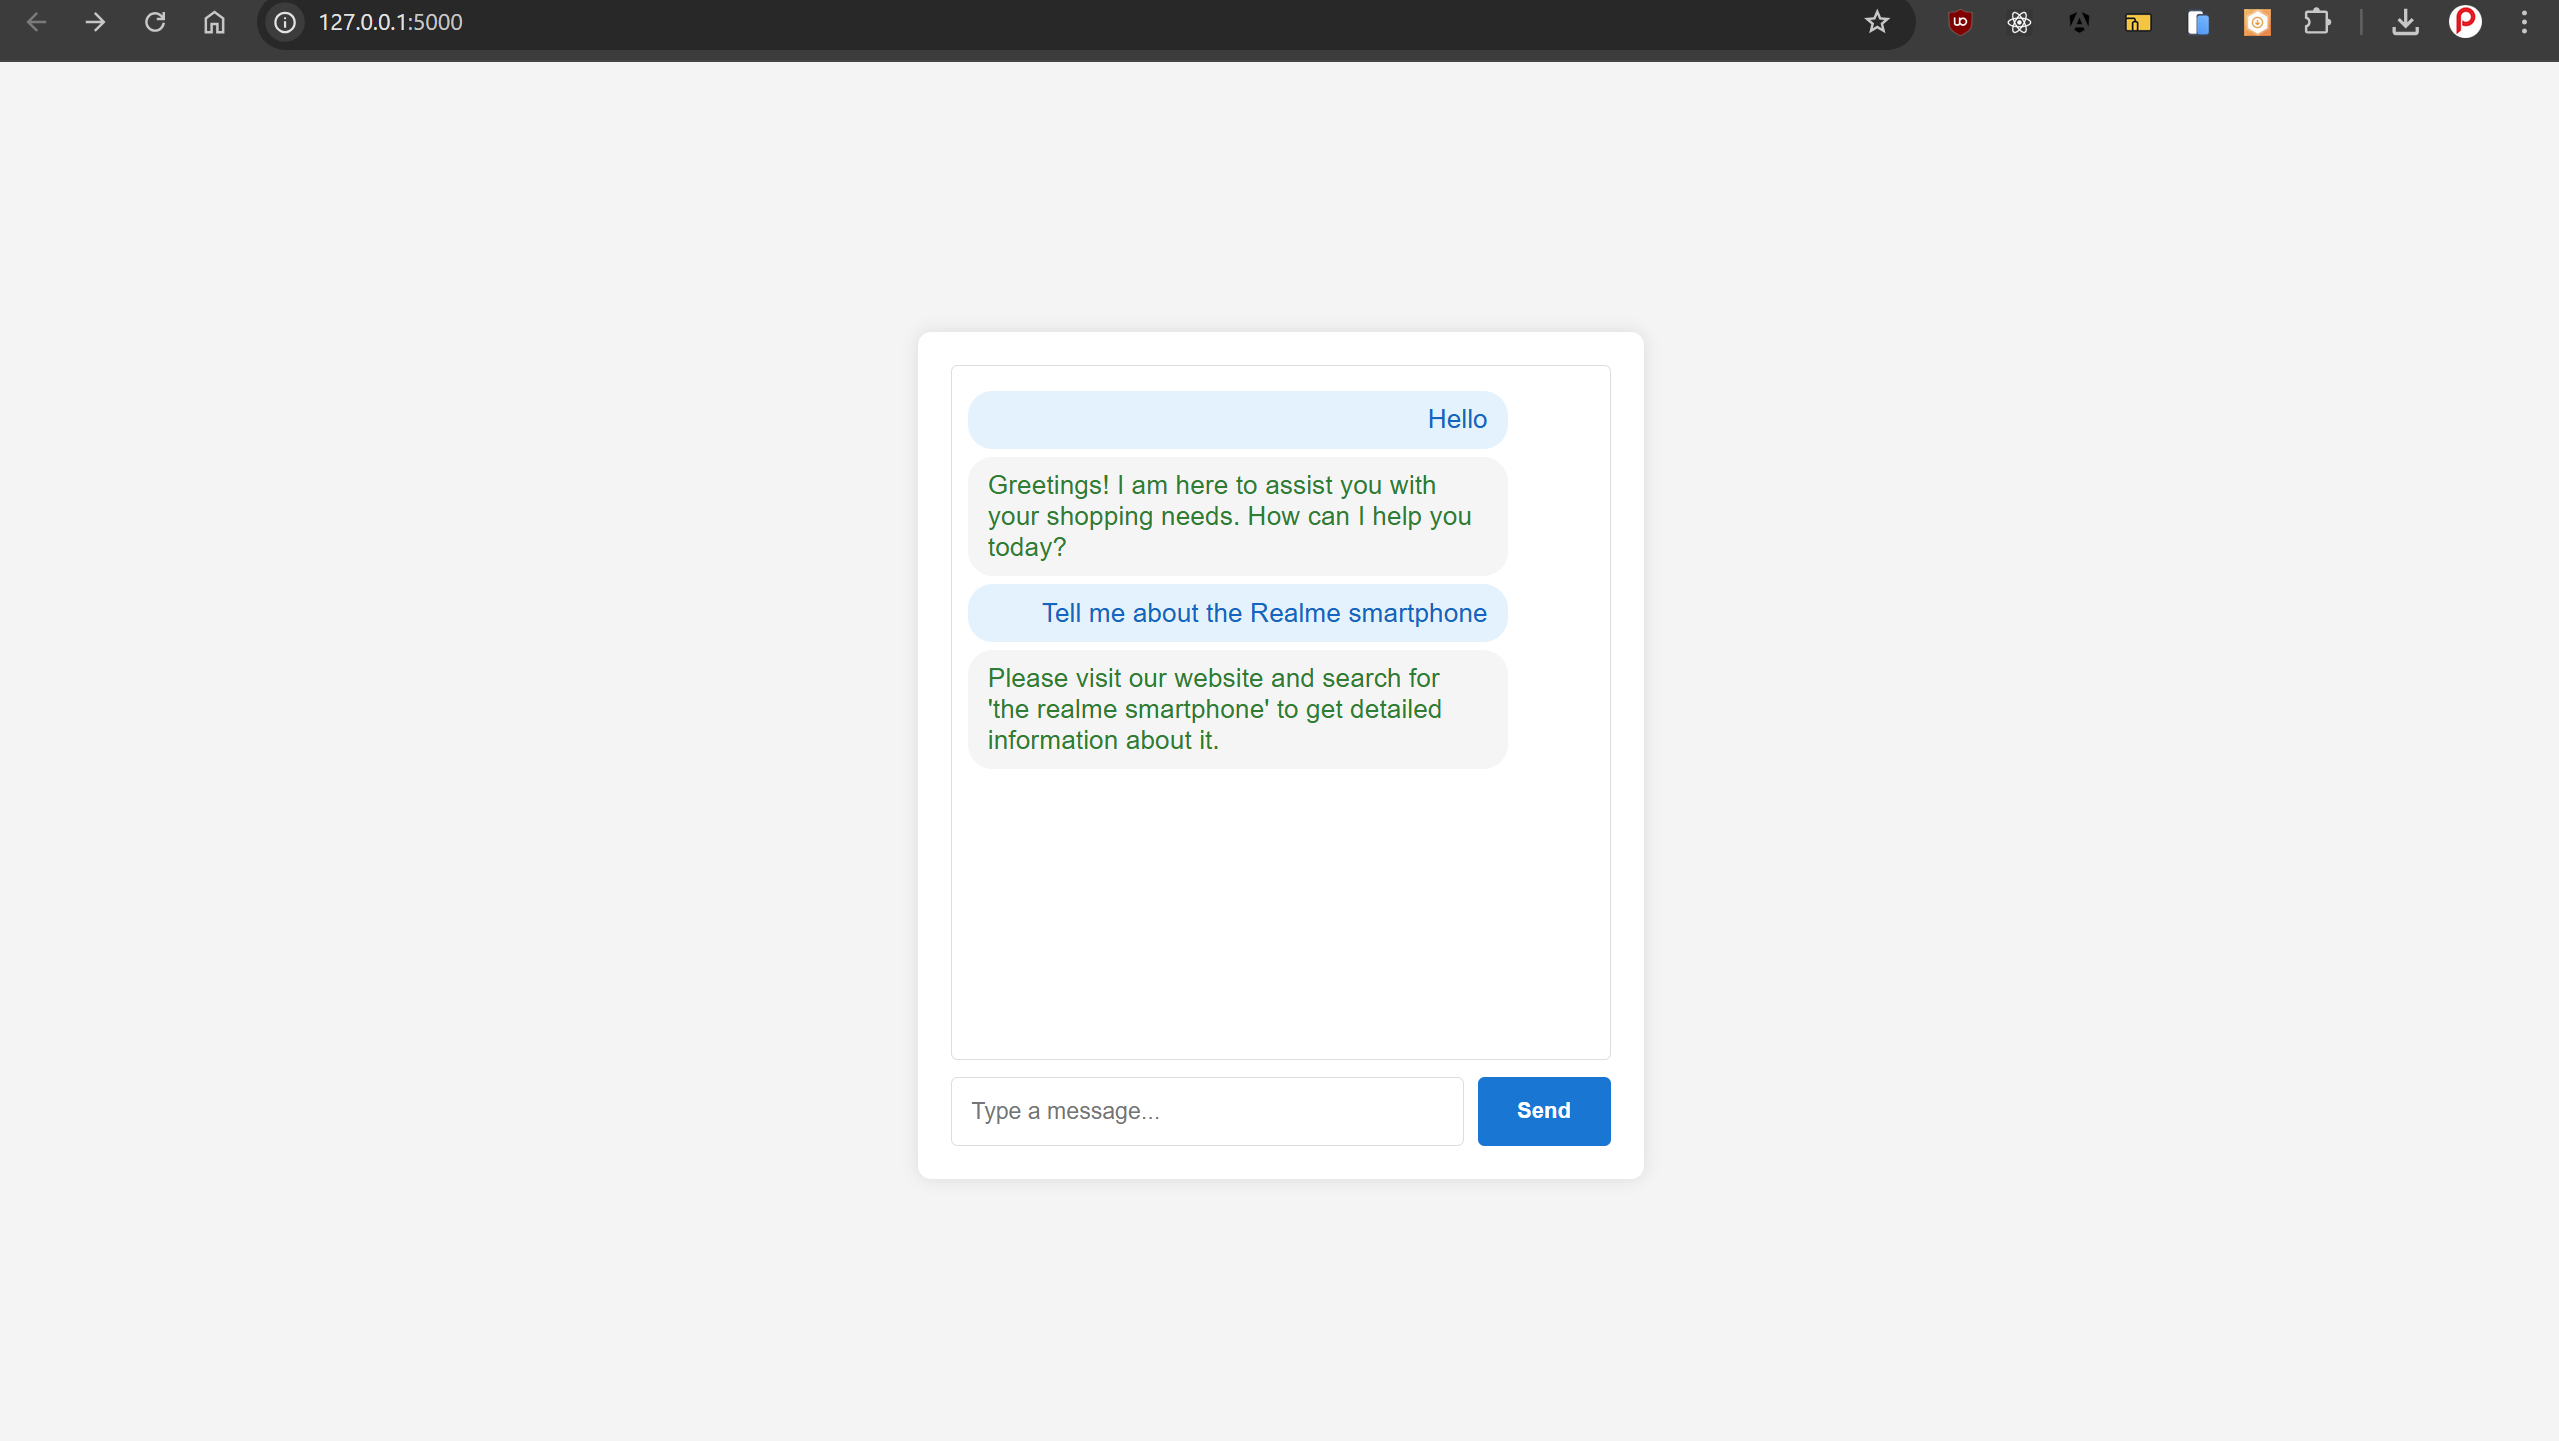 127.0.0.1:5000
Hello
Greetings! I am here to assist you with
your shopping needs. How can I help you
today?
Tell me about the Realme smartphone
Please visit our website and search for
'the realme smartphone' to get detailed
information about it.
Type a message...
Send